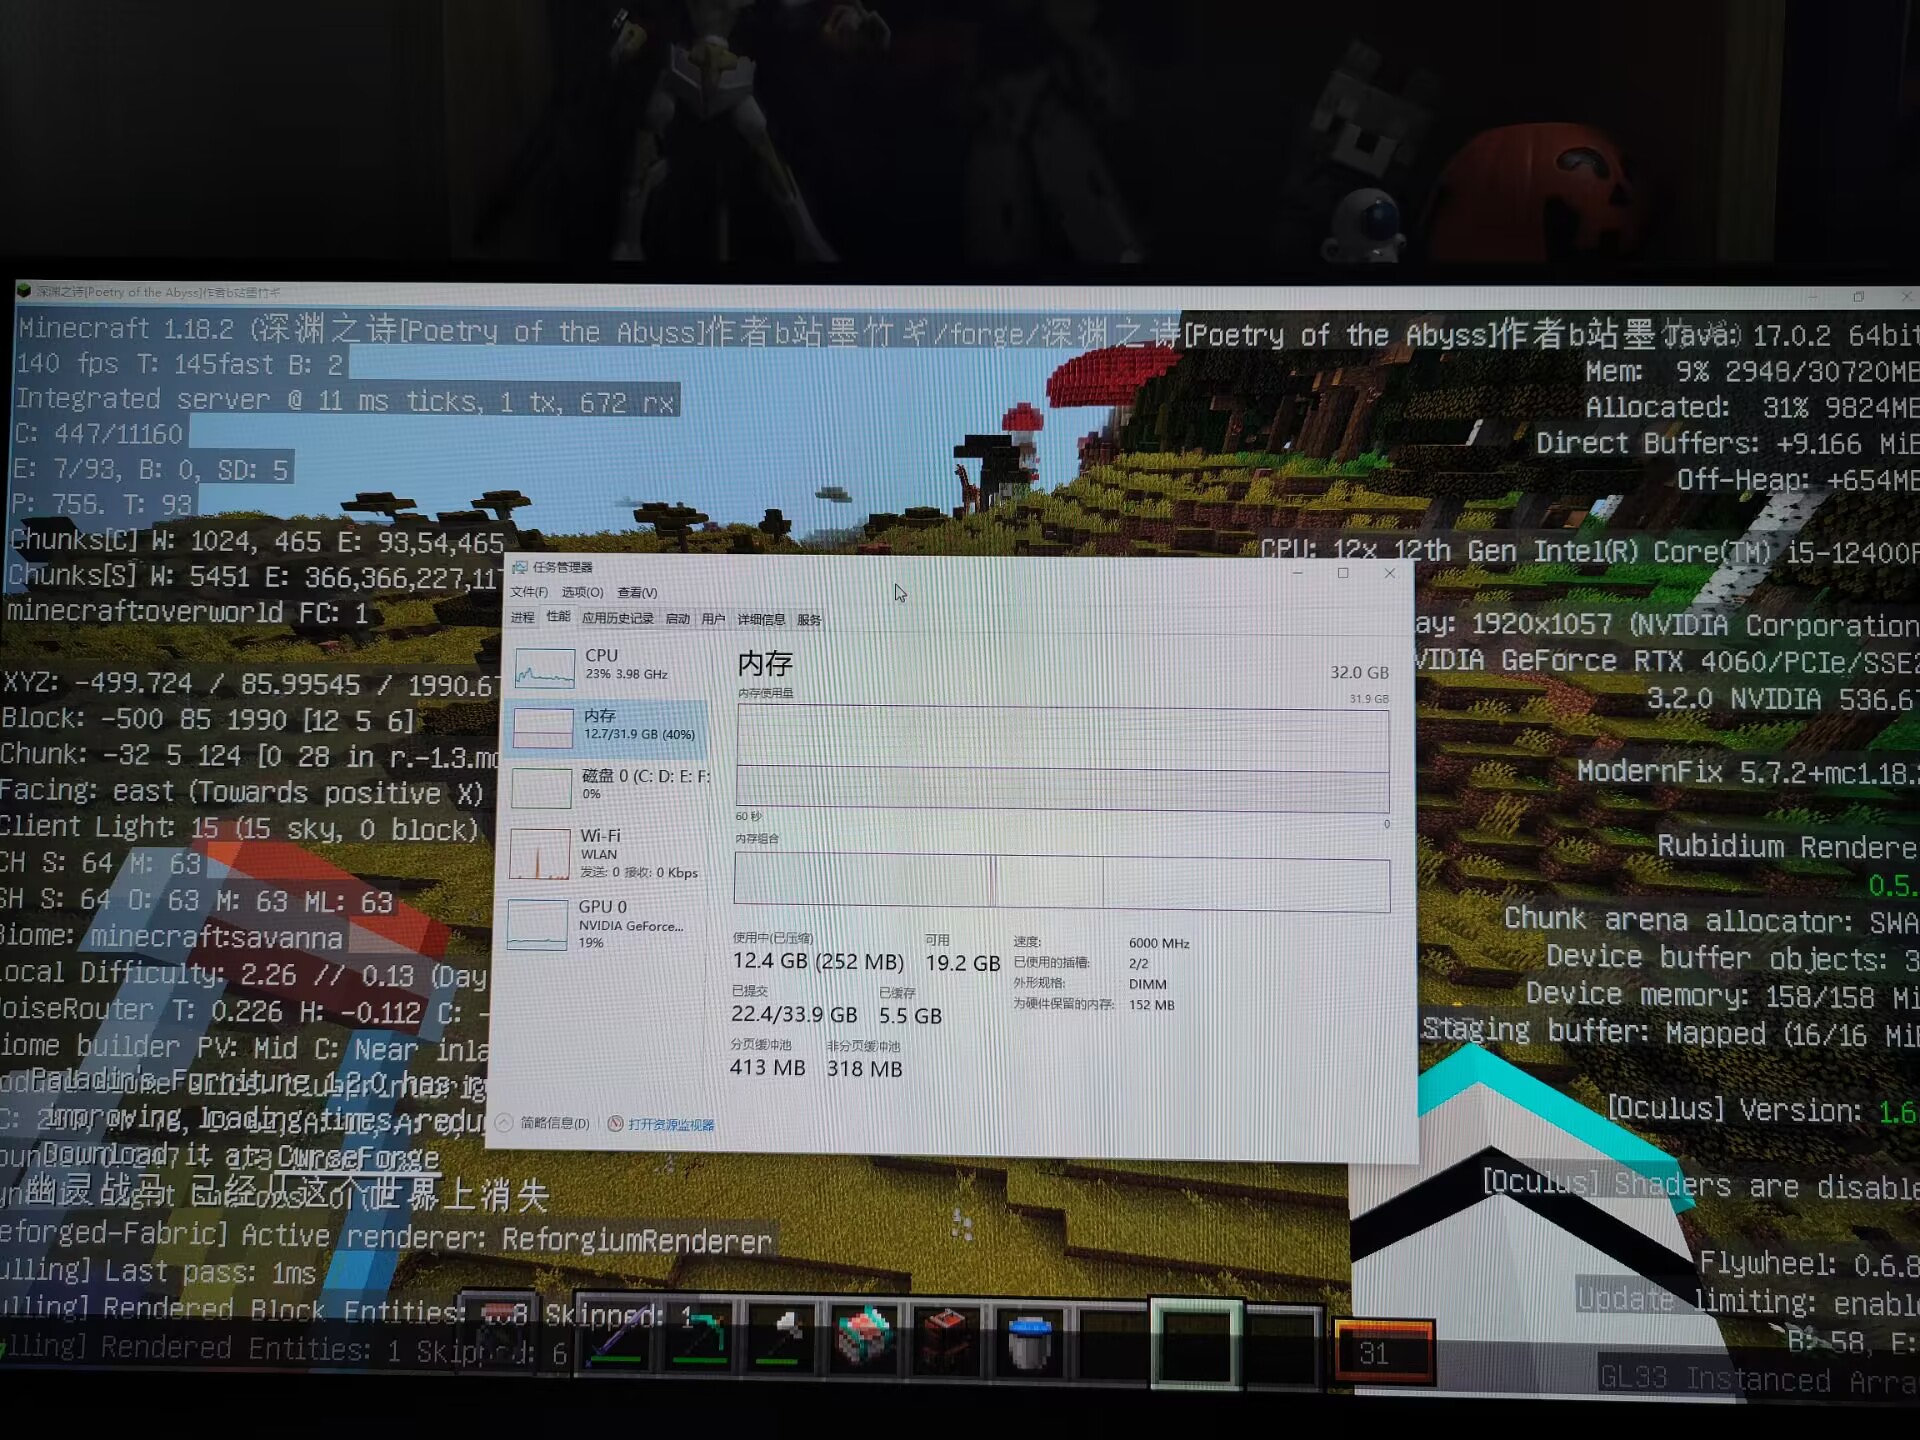 深渊之诗[Poetry of the Abyss]作者b站墨竹ギ
Minecraft 1.18.2 (深渊之诗[Poetry of the Abyss]作者b站墨竹ギ/forge/深渊之诗[Poetry of the Abyss]作者b站墨
140 fps T: 145fast B: 2
Integrated server @ 11 ms ticks, 1 tx, 672 rx
C: 447/11160
E: 7/93, B: 0, SD: 5
P: 756. T: 93
Chunks[C] W: 1024, 465 E: 93,54,465
Chunks[S] W: 5451 E: 366,366,227,11
minecraft:overworld FC: 1
XYZ: -499.724 / 85.99545 / 1990.6
Block: -500 85 1990 [12 5 6]
Chunk: -32 5 124 [0 28 in r.-1.3.mc
Facing: east (Towards positive X)
Client Light: 15 (15 sky, 0 block)
CH S: 64 M: 63
SH S: 64 O: 63 M: 63 ML: 63
Biome: minecraft:savanna
Local Difficulty: 2.26 // 0.13 (Day
NoiseRouter T: 0.226 H: -0.112 C: -
Biome builder PV: Mid C: Near inla
Paladin's Furniture 1.2.0 has
improving loading times, redu
Download it at CurseForge
幽灵战马 已经从这个世界上消失
eforged-Fabric] Active renderer: ReforgiumRenderer
ulling] Last pass: 1ms
ulling] Rendered Block Entities: 8 Skipped: 1
lling] Rendered Entities: 1 Skipped: 6
Java: 17.0.2 64bit
Mem: 9% 2948/30720MB
Allocated: 31% 9824MB
Direct Buffers: +9.166 MiB
Off-Heap: +654MB
CPU: 12x 12th Gen Intel(R) Core(TM) i5-12400F
ay: 1920x1057 (NVIDIA Corporation
VIDIA GeForce RTX 4060/PCIe/SSE2
3.2.0 NVIDIA 536.6
ModernFix 5.7.2+mc1.18.
Rubidium Rendere
0.5.
Chunk arena allocator: SWA
Device buffer objects: 3
Device memory: 158/158 Mi
Staging buffer: Mapped (16/16 MiB
[Oculus] Version: 1.6
[Oculus] Shaders are disable
Flywheel: 0.6.8
Update limiting: enable
B: 58, E:
GL33 Instanced Arra
任务管理器
文件(F) 选项(O) 查看(V)
进程 性能 应用历史记录 启动 用户 详细信息 服务
CPU
23% 3.98 GHz
内存
12.7/31.9 GB (40%)
磁盘 0 (C: D: E: F:
0%
Wi-Fi
WLAN
发送: 0 接收: 0 Kbps
GPU 0
NVIDIA GeForce...
19%
内存 32.0 GB
内存使用量 31.9 GB
60 秒 0
内存组合
使用中(已压缩) 可用
12.4 GB (252 MB) 19.2 GB
已提交 已缓存
22.4/33.9 GB 5.5 GB
分页缓冲池 非分页缓冲池
413 MB 318 MB
速度: 6000 MHz
已使用的插槽: 2/2
外形规格: DIMM
为硬件保留的内存: 152 MB
简略信息(D) 打开资源监视器
31